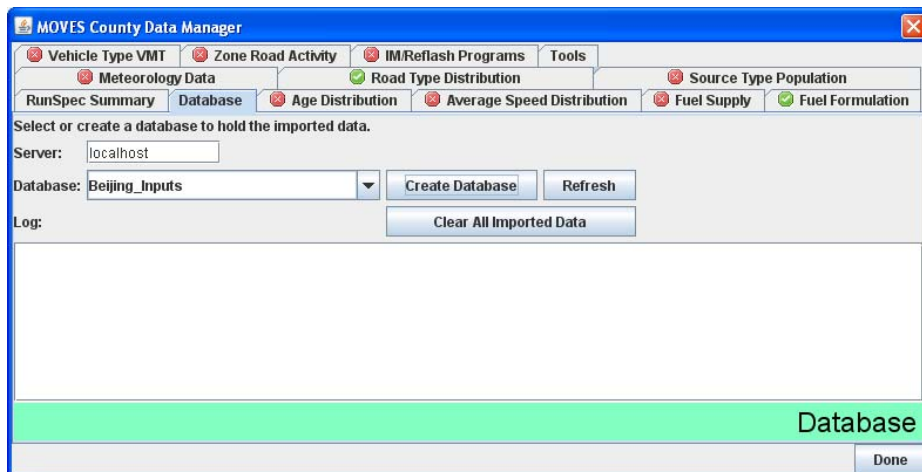 MOVES County Data Manager
Vehicle Type VMT Zone Road Activity IM/Reflash Programs Tools
Meteorology Data Road Type Distribution Source Type Population
RunSpec Summary Database Age Distribution Average Speed Distribution Fuel Supply Fuel Formulation
Select or create a database to hold the imported data.
Server: localhost
Database: Beijing_Inputs Create Database Refresh
Log: Clear All Imported Data
Database
Done